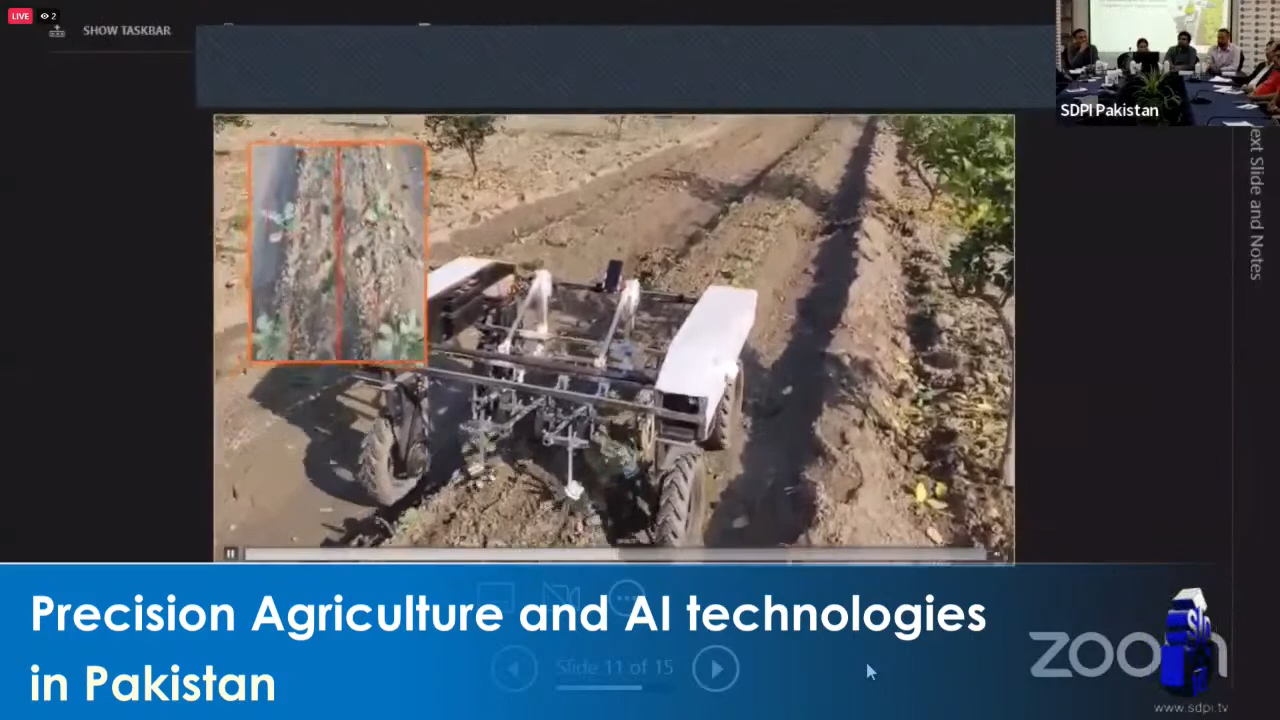 LIVE 2
SHOW TASKBAR
SDPI Pakistan
ext Slide and Notes
Precision Agriculture and AI technologies
in Pakistan
Slide 11 of 15
zoom
www.sdpi.tv